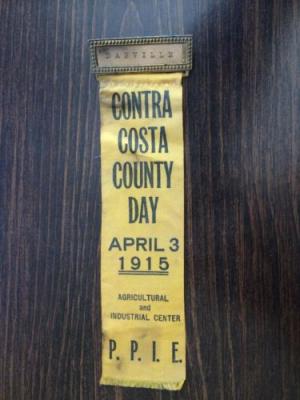 DANVILLE
CONTRA
COSTA
COUNTY
DAY
APRIL 3
1915
AGRICULTURAL
and
INDUSTRIAL CENTER
P. P. I. E.